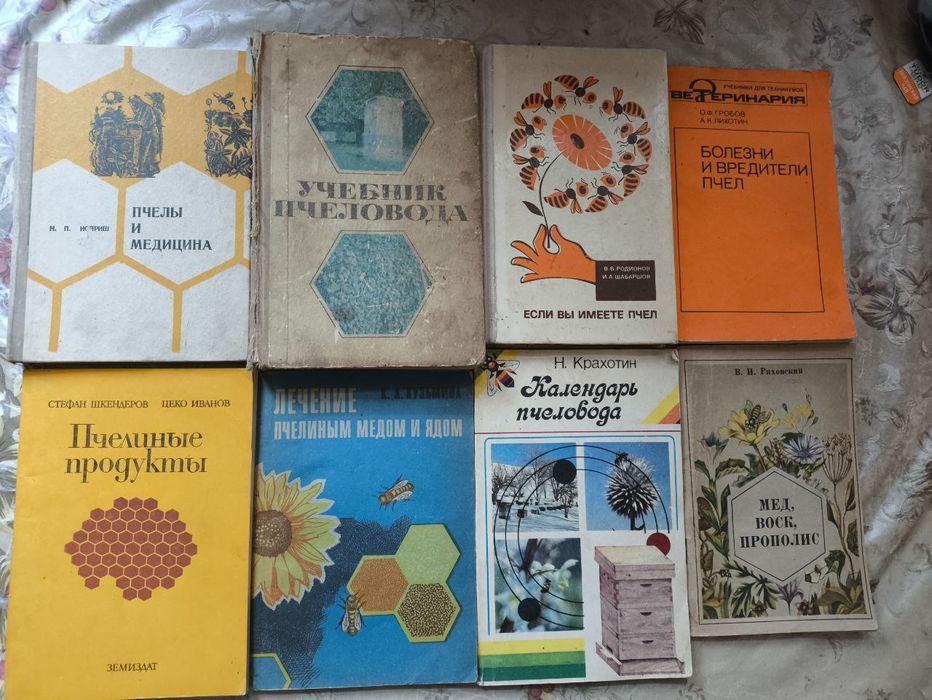 Н. П. ИОЙРИШ
ПЧЕЛЫ
И
МЕДИЦИНА
УЧЕБНИК
ПЧЕЛОВОДА
В.В.РОДИОНОВ
И.А.ШАБАРШОВ
ЕСЛИ ВЫ ИМЕЕТЕ ПЧЕЛ
УЧЕБНИКИ ДЛЯ ТЕХНИКУМОВ
ВЕТЕРИНАРИЯ
О.Ф.ГРОБОВ
А.К.ЛИХОТИН
БОЛЕЗНИ
И ВРЕДИТЕЛИ
ПЧЕЛ
СТЕФАН ШКЕНДЕРОВ ЦЕКО ИВАНОВ
Пчелиные
продукты
ЗЕМИЗДАТ
К. А. КУЗЬМИНА
ЛЕЧЕНИЕ
ПЧЕЛИНЫМ МЕДОМ И ЯДОМ
Н. Крахотин
Календарь
пчеловода
В. И. Раховский
МЕД,
ВОСК,
ПРОПОЛИС